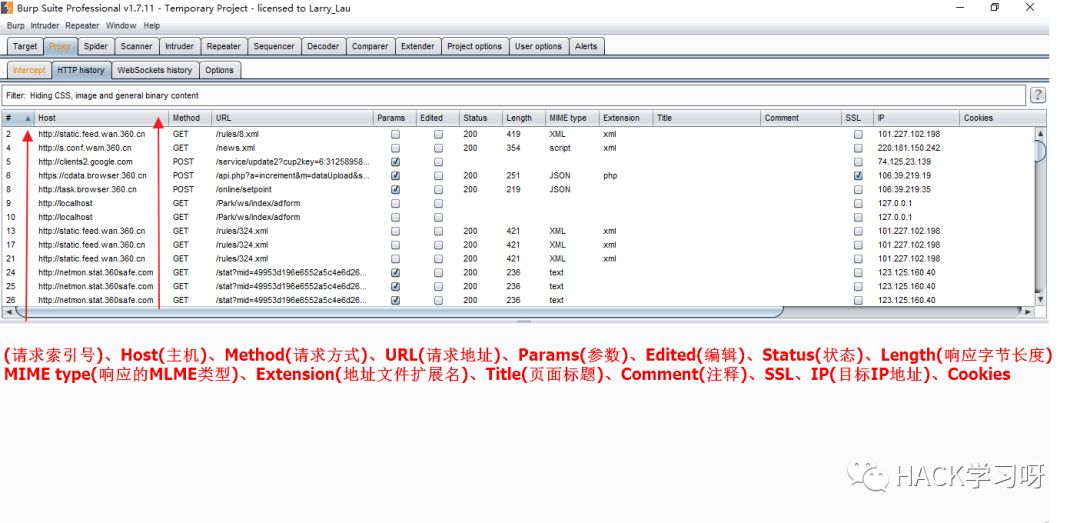 Burp Suite Professional v1.7.11 - Temporary Project - licensed to Larry_Lau
Burp Intruder Repeater Window Help
Target Proxy Spider Scanner Intruder Repeater Sequencer Decoder Comparer Extender Project options User options Alerts
Intercept HTTP history WebSockets history Options
Filter: Hiding CSS, image and general binary content ?
# Host Method URL Params Edited Status Length MIME type Extension Title Comment SSL IP Cookies
2 http://static.feed.wan.360.cn GET /rules/8.xml 200 419 XML xml 101.227.102.198
4 http://s.conf.wsm.360.cn GET /news.xml 200 354 script xml 220.181.150.242
5 http://clients2.google.com POST /service/update2?cup2key=6:31258958... 74.125.23.139
6 https://cdata.browser.360.cn POST /api.php?a=increment&m=dataUpload&s... 200 251 JSON php 106.39.219.19
8 http://task.browser.360.cn POST /online/setpoint 200 219 JSON 106.39.219.35
9 http://localhost GET /Park/ws/index/adform 127.0.0.1
10 http://localhost GET /Park/ws/index/adform 127.0.0.1
13 http://static.feed.wan.360.cn GET /rules/324.xml 200 421 XML xml 101.227.102.198
17 http://static.feed.wan.360.cn GET /rules/324.xml 200 421 XML xml 101.227.102.198
21 http://static.feed.wan.360.cn GET /rules/324.xml 200 421 XML xml 101.227.102.198
24 http://netmon.stat.360safe.com GET /stat?mid=49953d196e6552a5c4e6d26... 200 236 text 123.125.160.40
25 http://netmon.stat.360safe.com GET /stat?mid=49953d196e6552a5c4e6d26... 200 236 text 123.125.160.40
26 http://netmon.stat.360safe.com GET /stat?mid=49953d196e6552a5c4e6d26... 200 236 text 123.125.160.40
(请求索引号)、Host(主机)、Method(请求方式)、URL(请求地址)、Params(参数)、Edited(编辑)、Status(状态)、Length(响应字节长度)
MIME type(响应的MLME类型)、Extension(地址文件扩展名)、Title(页面标题)、Comment(注释)、SSL、IP(目标IP地址)、Cookies
HACK学习呀